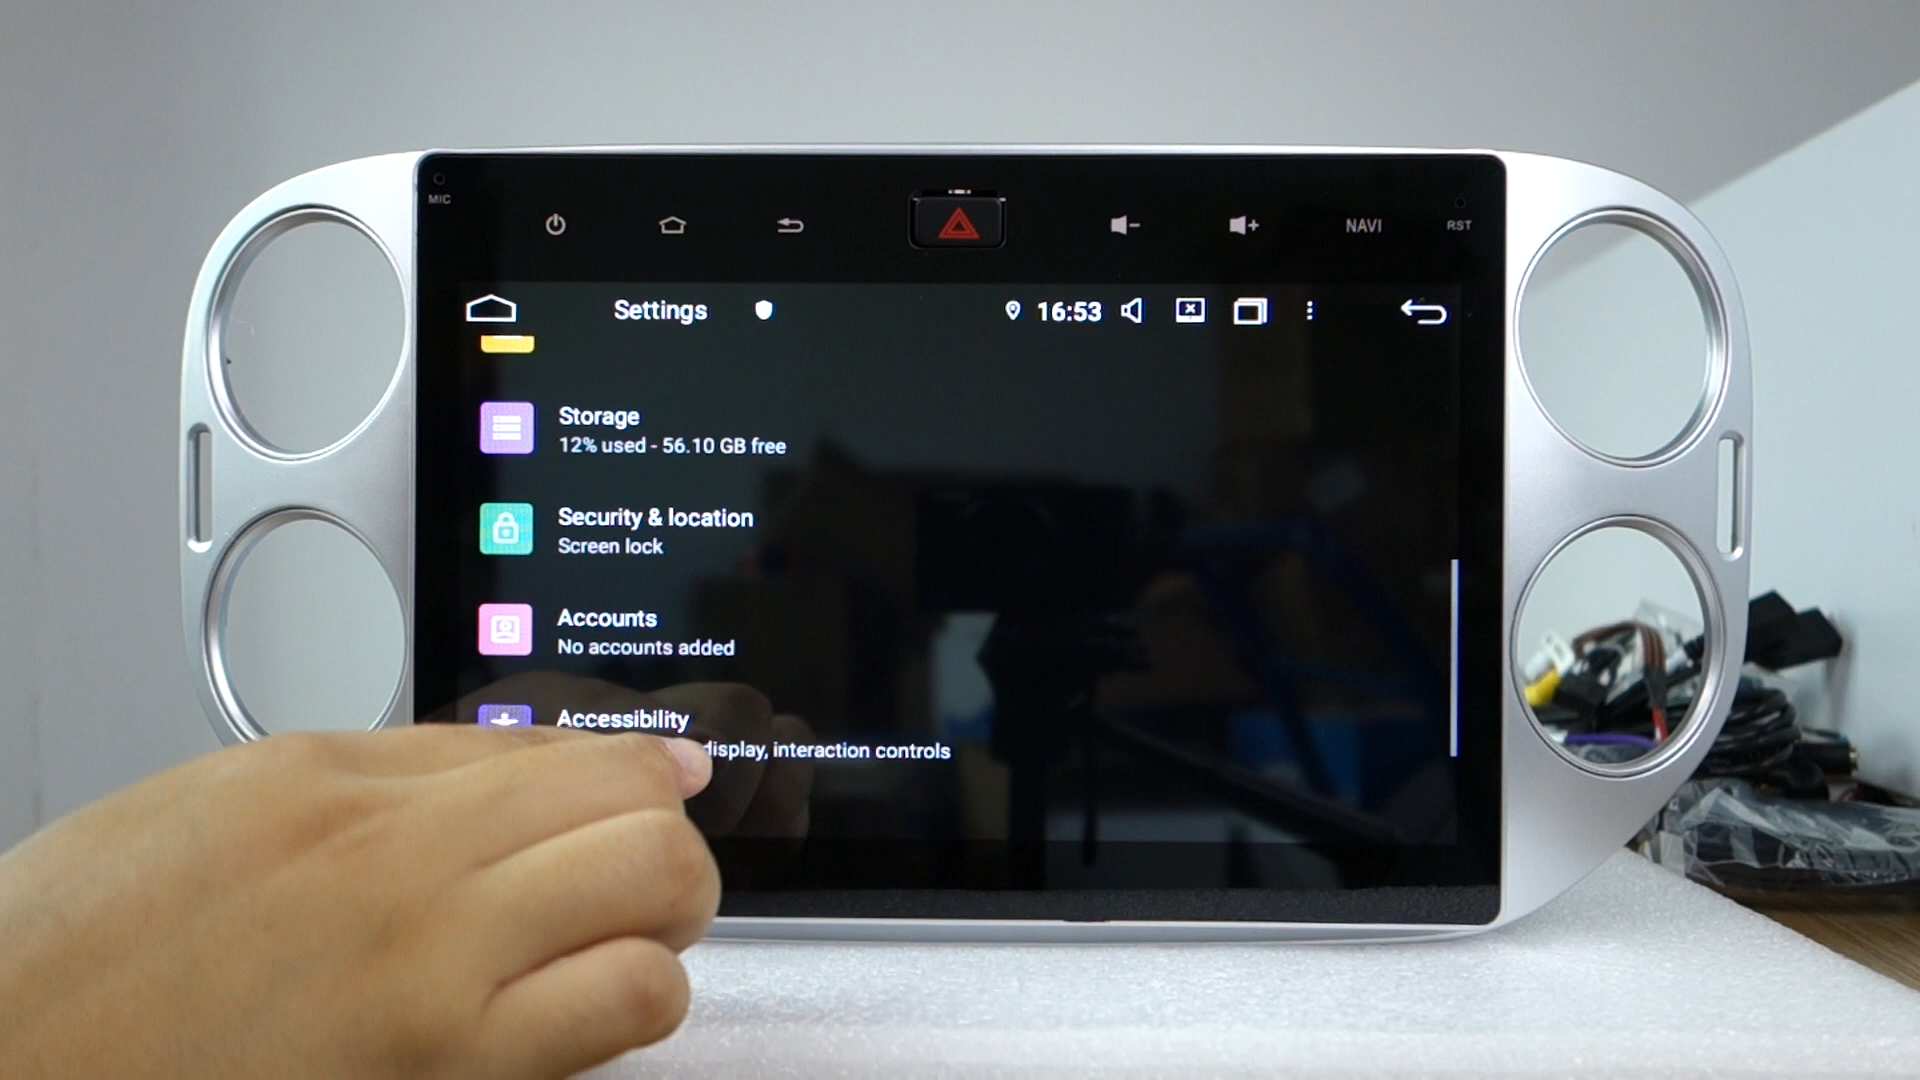 MIC
NAVI
RST
Settings
16:53
Storage
12% used - 56.10 GB free
Security & location
Screen lock
Accounts
No accounts added
Accessibility
display, interaction controls